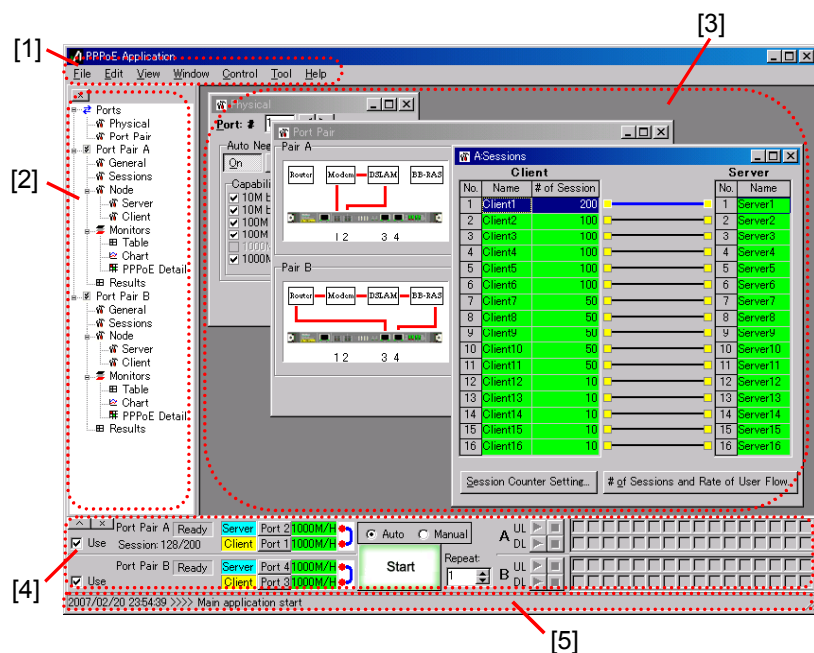 [1]
[3]
PPPoE Application
File Edit View Window Control Tool Help
[2]
Ports
Physical
Port Pair
Port Pair A
General
Sessions
Node
Server
Client
Monitors
Table
Chart
PPPoE Detail
Results
Port Pair B
General
Sessions
Node
Server
Client
Monitors
Table
Chart
PPPoE Detail
Results
Physical
Port: # 1
On
10M
10M
100M
100M
1000M
1000M
Port Pair
Pair A
Router Modem DSLAM BB-RAS
1 2 3 4
Pair B
Router Modem DSLAM BB-RAS
1 2 3 4
A:Sessions
Client Server
No. Name # of Session No. Name
1 Client1 200 1 Server1
2 Client2 100 2 Server2
3 Client3 100 3 Server3
4 Client4 100 4 Server4
5 Client5 100 5 Server5
6 Client6 100 6 Server6
7 Client7 50 7 Server7
8 Client8 50 8 Server8
9 Client9 50 9 Server9
10 Client10 50 10 Server10
11 Client11 50 11 Server11
12 Client12 10 12 Server12
13 Client13 10 13 Server13
14 Client14 10 14 Server14
15 Client15 10 15 Server15
16 Client16 10 16 Server16
Session Counter Setting... # of Sessions and Rate of User Flow...
[4]
Port Pair A Ready Server Port 2 1000M/H
Use Session: 128/200 Client Port 1 1000M/H
Port Pair B Ready Server Port 4 1000M/H
Use Client Port 3 1000M/H
Auto Manual
Start
Repeat:
1
A UL
DL
B UL
DL
2007/02/20 23:54:39 >>>> Main application start
[5]